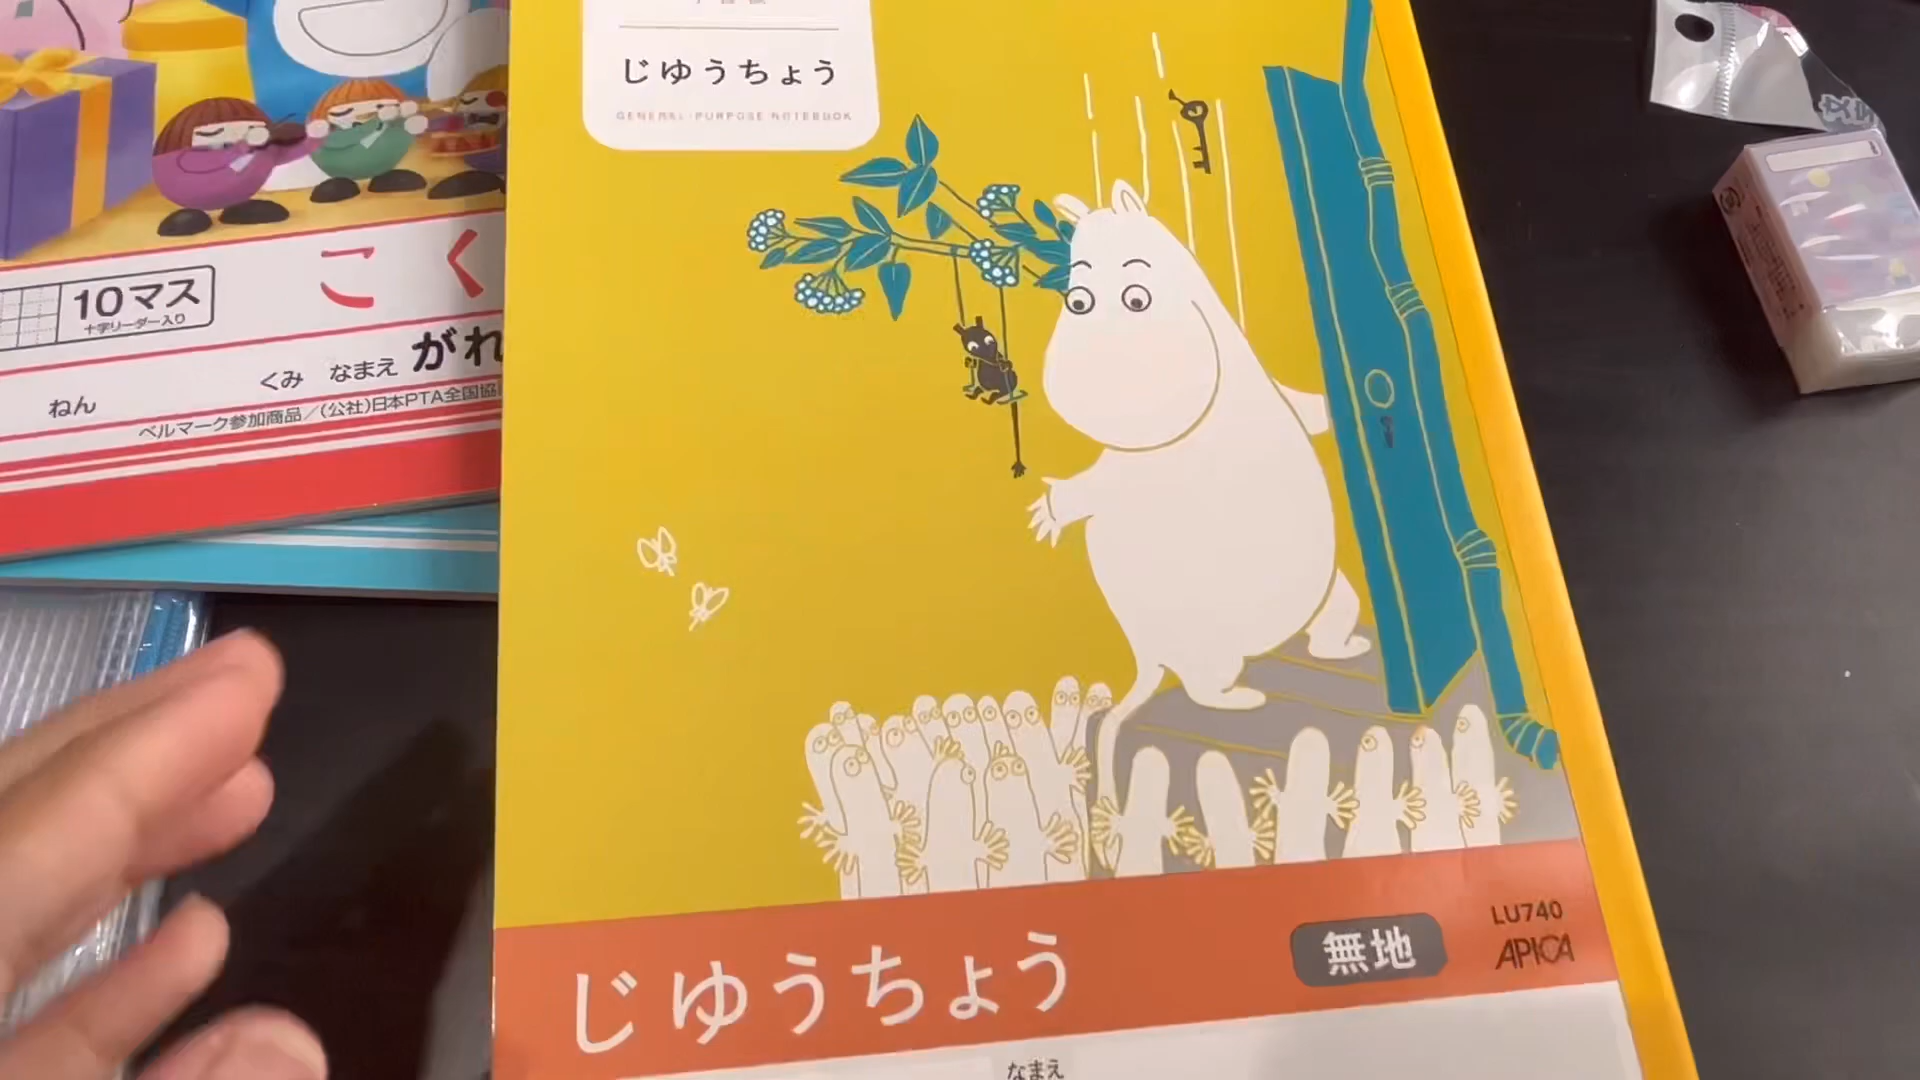 じゆうちょう
GENERAL-PURPOSE NOTEBOOK
こく
10マス
十字リーダー入り
ねん くみ なまえ がれ
ベルマーク参加商品/(公社)日本PTA全国協
じゆうちょう
無地
LU740
APICA
なまえ